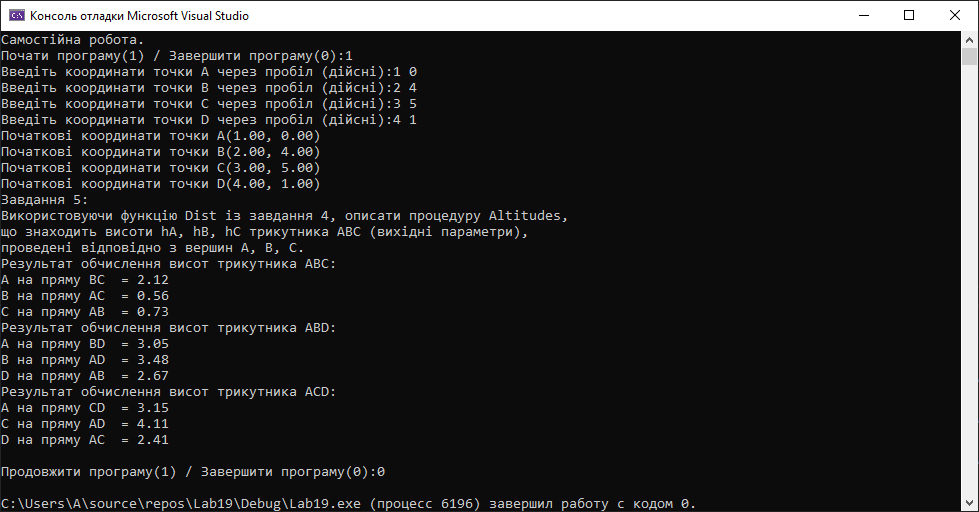 Консоль отладки Microsoft Visual Studio
Самостійна робота.
Почати програму(1) / Завершити програму(0):1
Введіть координати точки A через пробіл (дійсні):1 0
Введіть координати точки B через пробіл (дійсні):2 4
Введіть координати точки C через пробіл (дійсні):3 5
Введіть координати точки D через пробіл (дійсні):4 1
Початкові координати точки A(1.00, 0.00)
Початкові координати точки B(2.00, 4.00)
Початкові координати точки C(3.00, 5.00)
Початкові координати точки D(4.00, 1.00)
Завдання 5:
Використовуючи функцію Dist із завдання 4, описати процедуру Altitudes,
що знаходить висоти hA, hB, hC трикутника ABC (вихідні параметри),
проведені відповідно з вершин A, B, C.
Результат обчислення висот трикутника ABC:
A на пряму BC  = 2.12
B на пряму AC  = 0.56
C на пряму AB  = 0.73
Результат обчислення висот трикутника ABD:
A на пряму BD  = 3.05
B на пряму AD  = 3.48
D на пряму AB  = 2.67
Результат обчислення висот трикутника ACD:
A на пряму CD  = 3.15
C на пряму AD  = 4.11
D на пряму AC  = 2.41
Продовжити програму(1) / Завершити програму(0):0
C:\Users\A\source\repos\Lab19\Debug\Lab19.exe (процесс 6196) завершил работу с кодом 0.